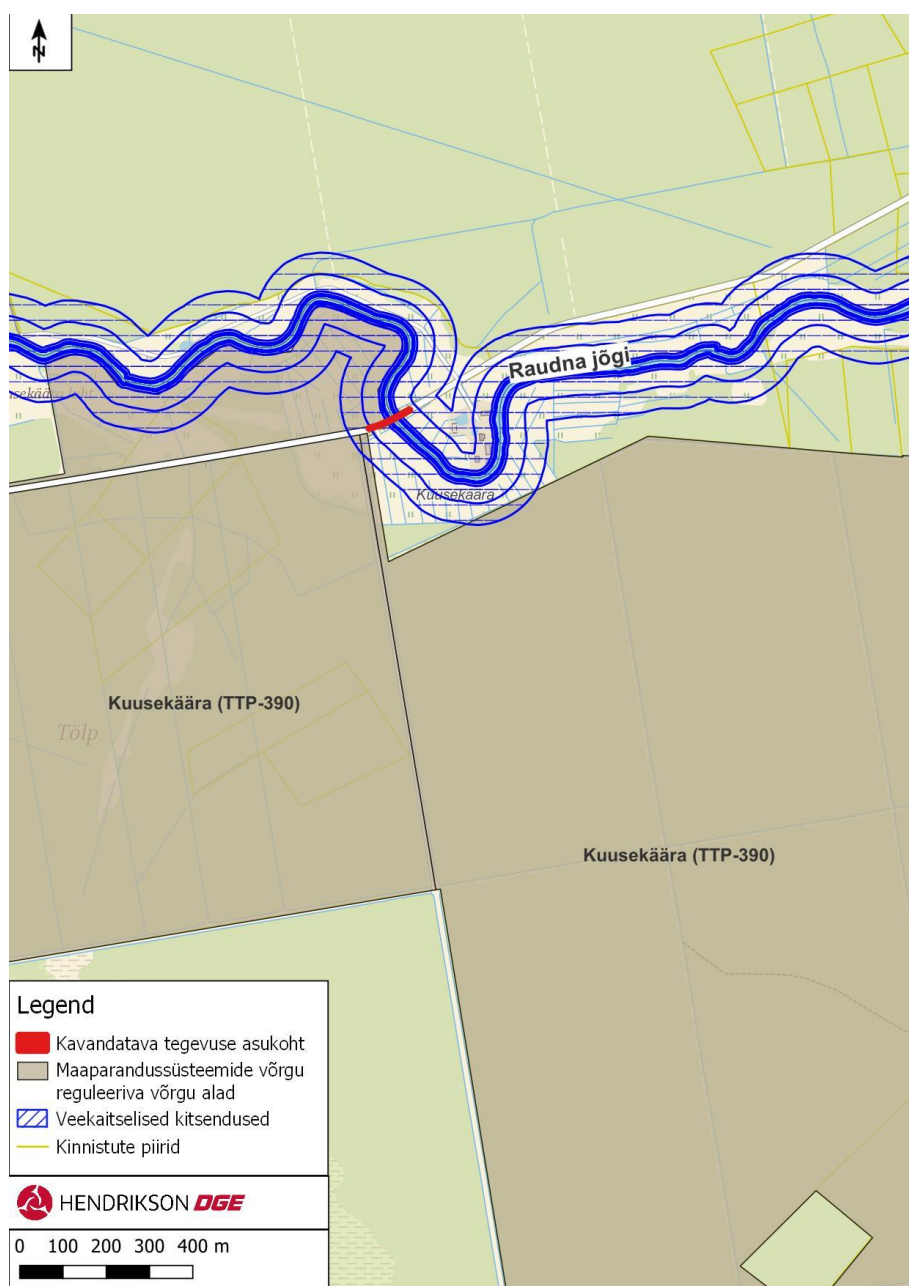 N
Raudna jõgi
Kuusekäära
Kuusekäära (TTP-390)
Tõlp
Kuusekäära (TTP-390)
Legend
Kavandatava tegevuse asukoht
Maaparandussüsteemide võrgu
reguleeriva võrgu alad
Veekaitselised kitsendused
Kinnistute piirid
HENDRIKSON DGE
0 100 200 300 400 m